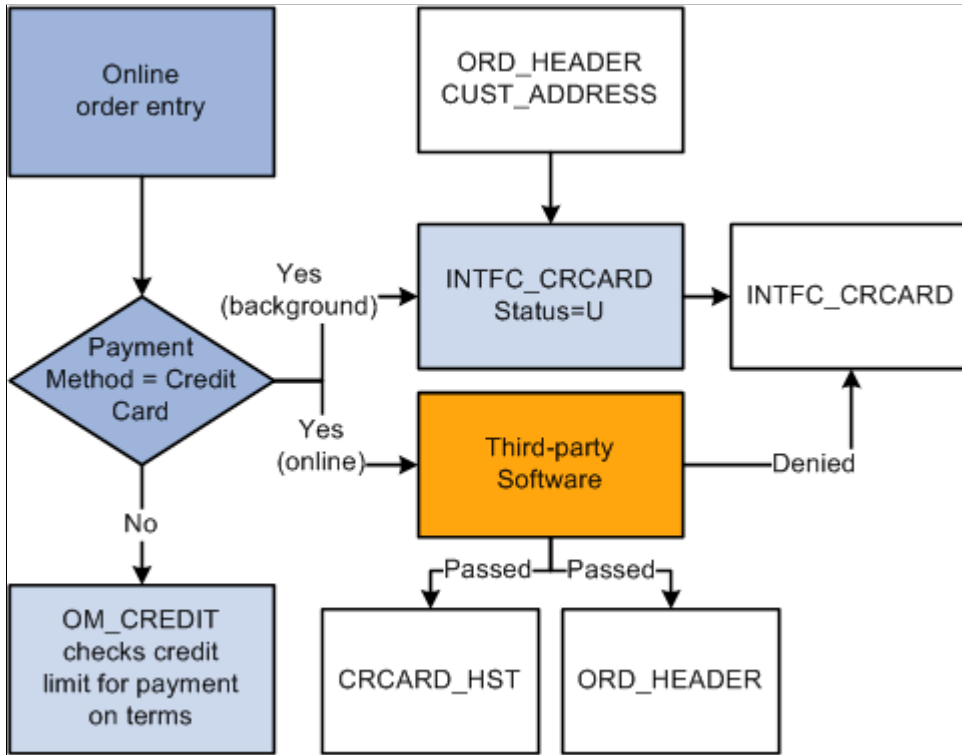 Online
order entry
ORD_HEADER
CUST_ADDRESS
Yes
(background)
INTFC_CRCARD
Status=U
INTFC_CRCARD
Payment
Method = Credit
Card
Yes
(online)
Third-party
Software
Denied
No
Passed
Passed
OM_CREDIT
checks credit
limit for payment
on terms
CRCARD_HST
ORD_HEADER